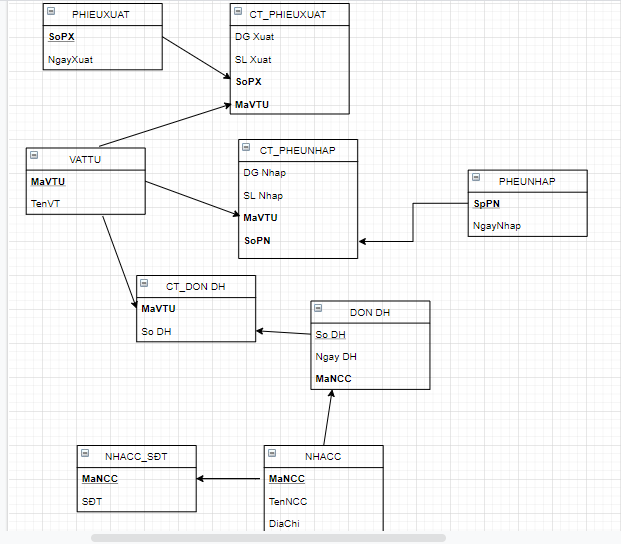 PHIEUXUAT
SoPX
NgayXuat
CT_PHIEUXUAT
DG Xuat
SL Xuat
SoPX
MaVTU
VATTU
MaVTU
TenVT
CT_PHEUNHAP
DG Nhap
SL Nhap
MaVTU
SoPN
PHEUNHAP
SpPN
NgayNhap
CT_DON DH
MaVTU
So DH
DON DH
So DH
Ngay DH
MaNCC
NHACC_SĐT
MaNCC
SĐT
NHACC
MaNCC
TenNCC
DiaChi